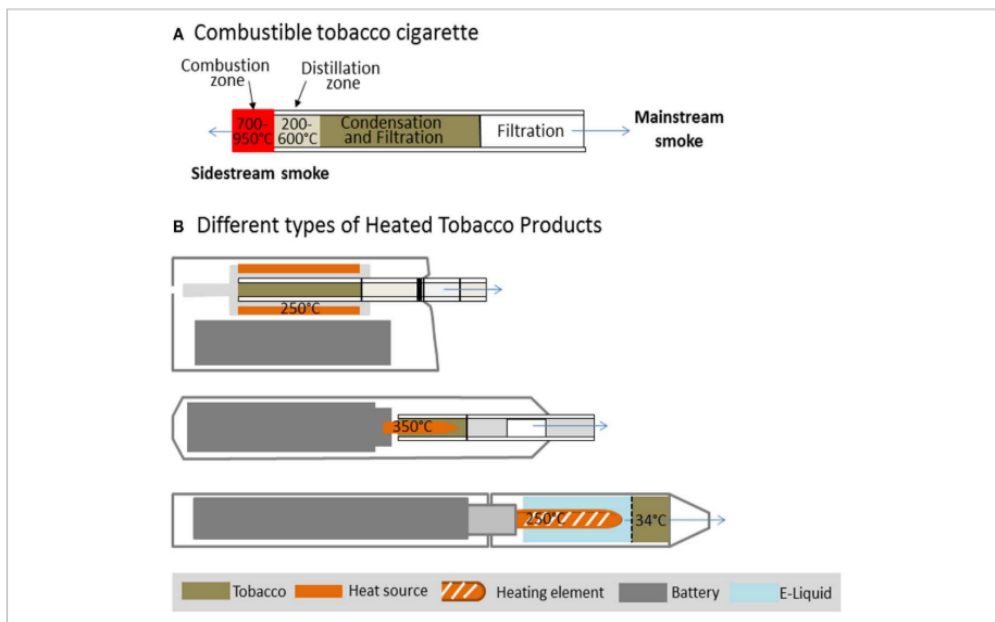 A Combustible tobacco cigarette
Combustion
zone
Distillation
zone
700-
950°C
200-
600°C
Condensation
and Filtration
Filtration
Mainstream
smoke
Sidestream smoke
B Different types of Heated Tobacco Products
250°C
350°C
250°C
34°C
Tobacco
Heat source
Heating element
Battery
E-Liquid